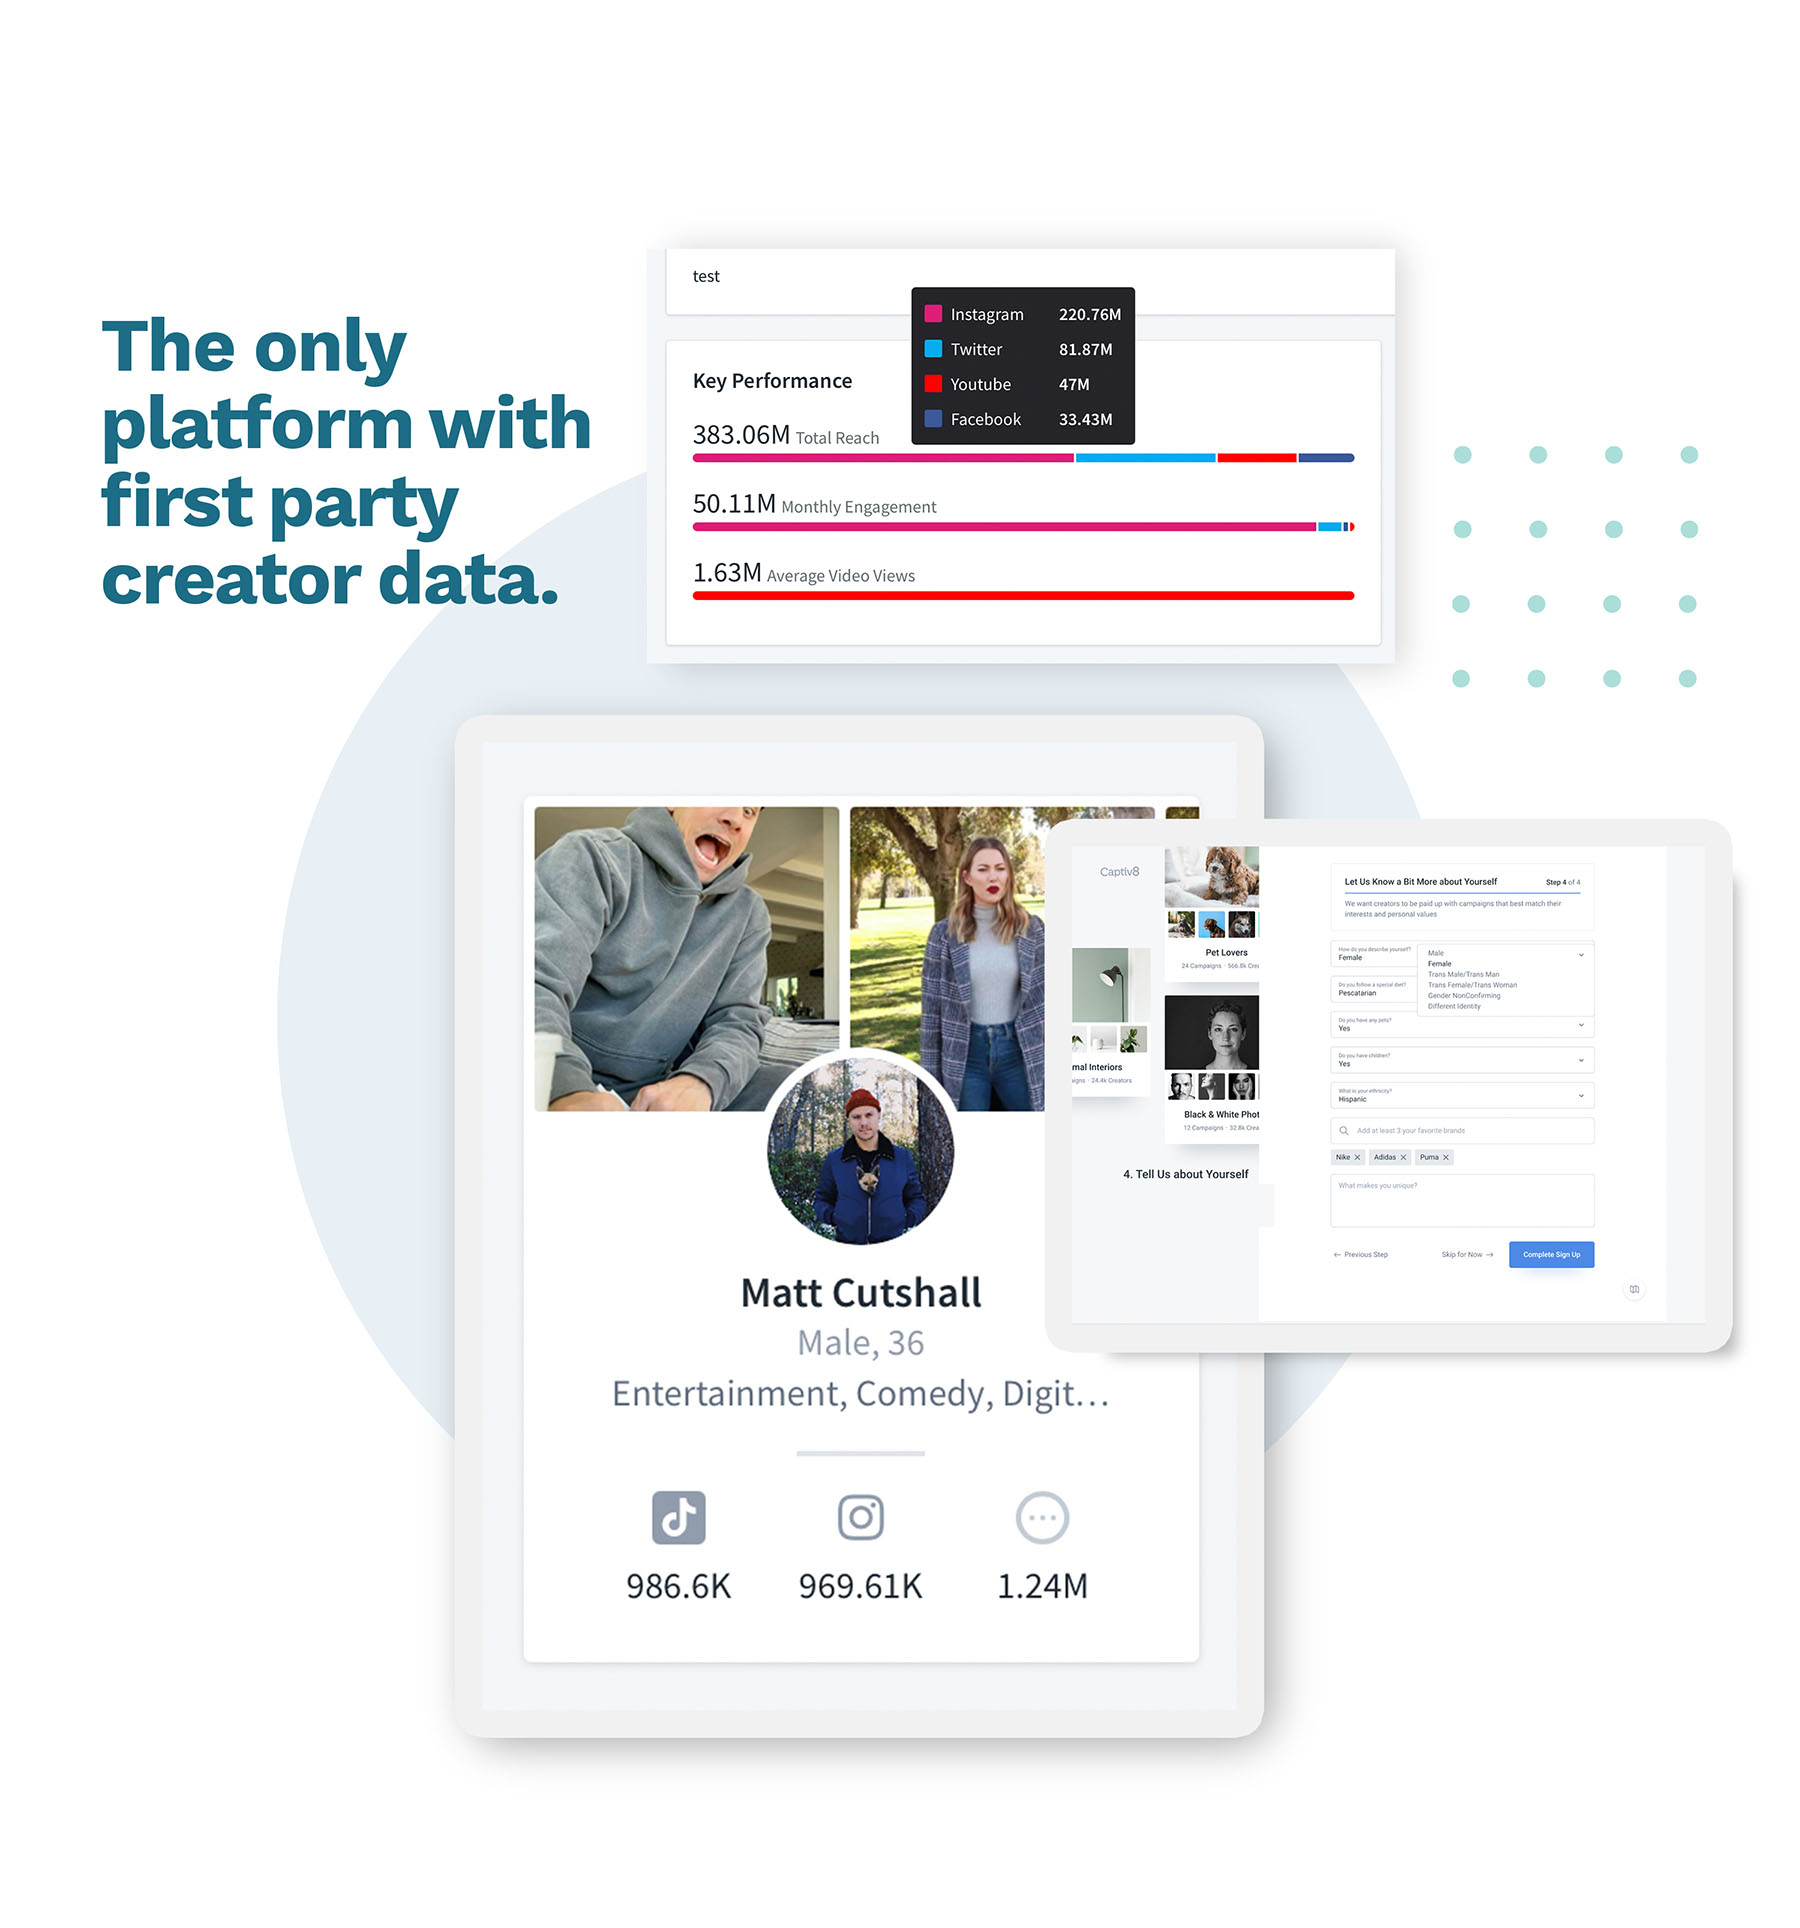 The only
platform with
first party
creator data.
test
Instagram 220.76M
Twitter 81.87M
Youtube 47M
Facebook 33.43M
Key Performance
383.06M Total Reach
50.11M Monthly Engagement
1.63M Average Video Views
Matt Cutshall
Male, 36
Entertainment, Comedy, Digit...
986.6K 969.61K 1.24M
Captiv8
Pet Lovers
24 Campaigns · 566.8k Cre
mal Interiors
igns · 24.4k Creators
Black & White Phot
12 Campaigns · 32.8k Crea
4. Tell Us about Yourself
Let Us Know a Bit More about Yourself Step 4 of 4
We want creators to be paid up with campaigns that best match their
interests and personal values
How do you describe yourself?
Female
Male
Female
Trans Male/Trans Man
Trans Female/Trans Woman
Gender NonConfirming
Different Identity
Do you follow a special diet?
Pescatarian
Do you have any pets?
Yes
Do you have children?
Yes
What is your ethnicity?
Hispanic
Add at least 3 your favorite brands
Nike × Adidas × Puma ×
What makes you unique?
← Previous Step Skip for Now → Complete Sign Up